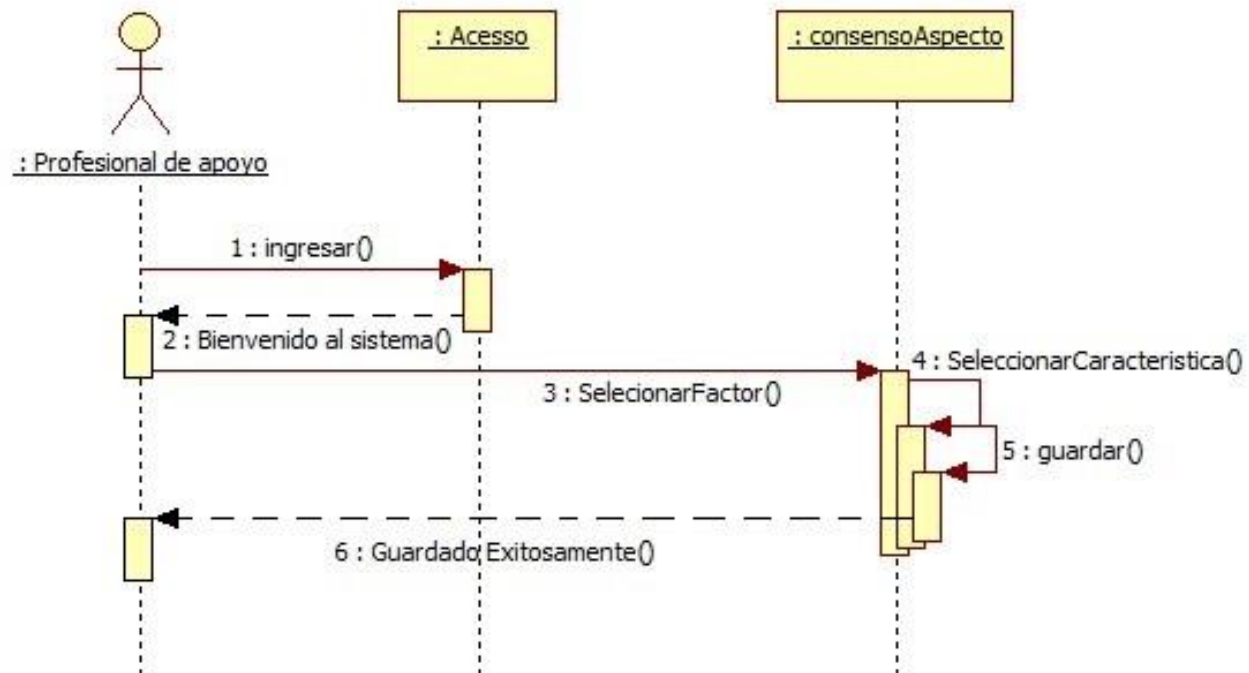 : Acesso
: consensoAspecto
: Profesional de apoyo
1 : ingresar()
2 : Bienvenido al sistema()
3 : SelecionarFactor()
4 : SeleccionarCaracteristica()
5 : guardar()
6 : Guardado Exitosamente()